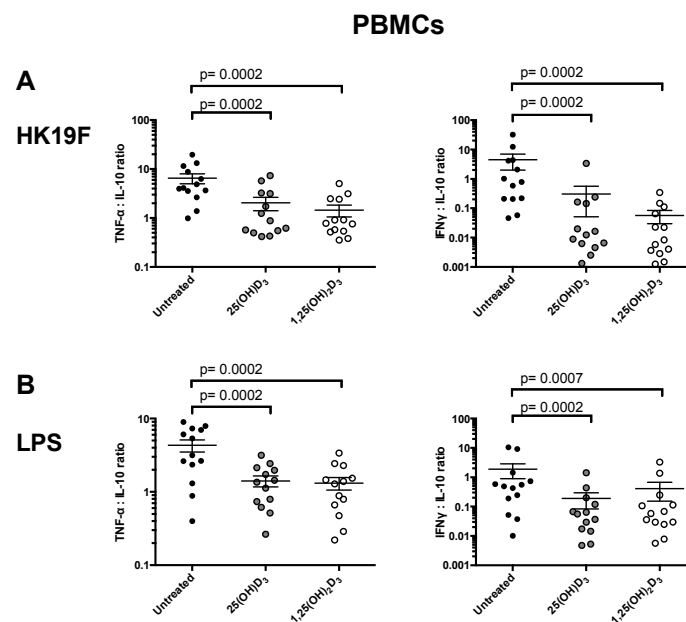 PBMCs
A
HK19F
p= 0.0002
p= 0.0002
TNF-α : IL-10 ratio
100
10
1
0.1
Untreated
25(OH)D₃
1,25(OH)₂D₃
p= 0.0002
p= 0.0002
IFNγ : IL-10 ratio
100
10
1
0.1
0.01
0.001
Untreated
25(OH)D₃
1,25(OH)₂D₃
B
LPS
p= 0.0002
p= 0.0002
TNF-α : IL-10 ratio
10
1
0.1
Untreated
25(OH)D₃
1,25(OH)₂D₃
p= 0.0007
p= 0.0002
IFNγ : IL-10 ratio
100
10
1
0.1
0.01
0.001
Untreated
25(OH)D₃
1,25(OH)₂D₃